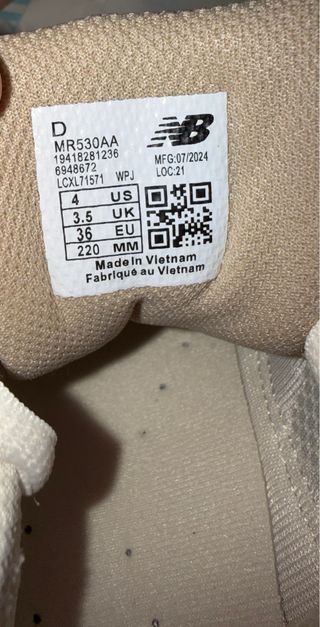 D
NB
MR530AA
19418281236
6948672
LCXL71571 WPJ
MFG:07/2024
LOC:21
4 US
3.5 UK
36 EU
220 MM
Made in Vietnam
Fabriqué au Vietnam